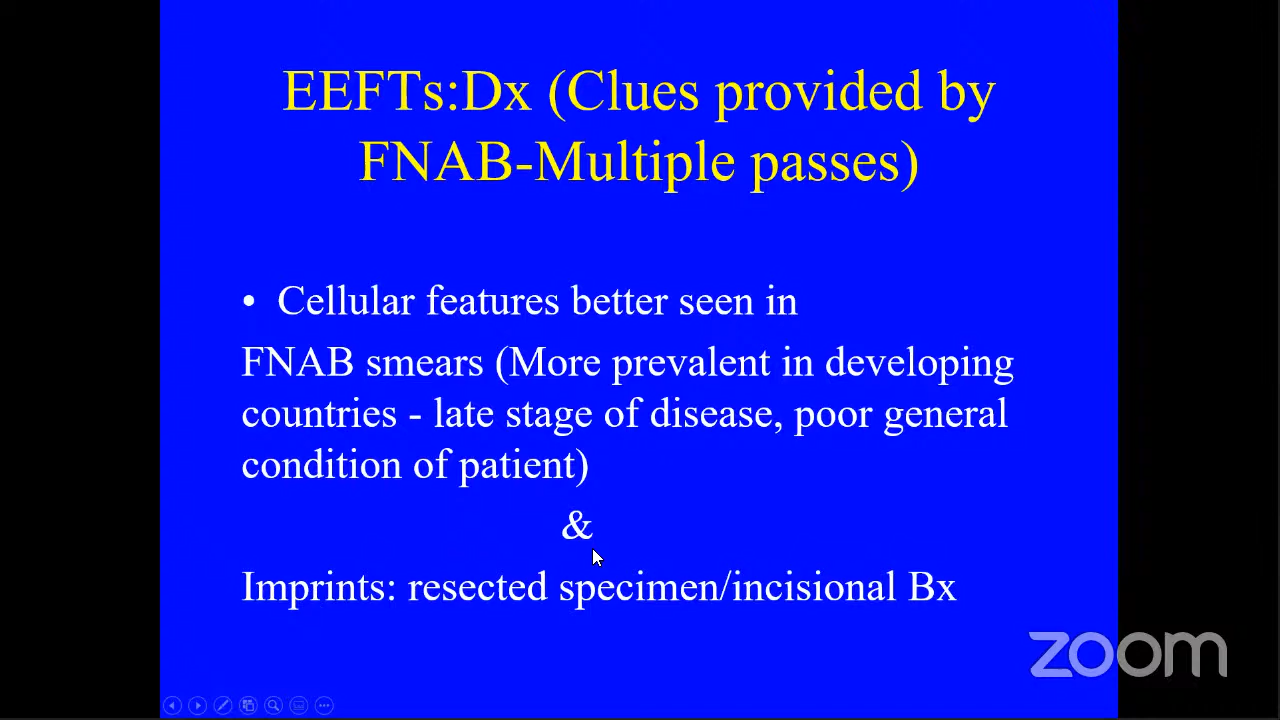 EEFTs:Dx (Clues provided by
FNAB-Multiple passes)
• Cellular features better seen in
FNAB smears (More prevalent in developing
countries - late stage of disease, poor general
condition of patient)
&
Imprints: resected specimen/incisional Bx
zoom